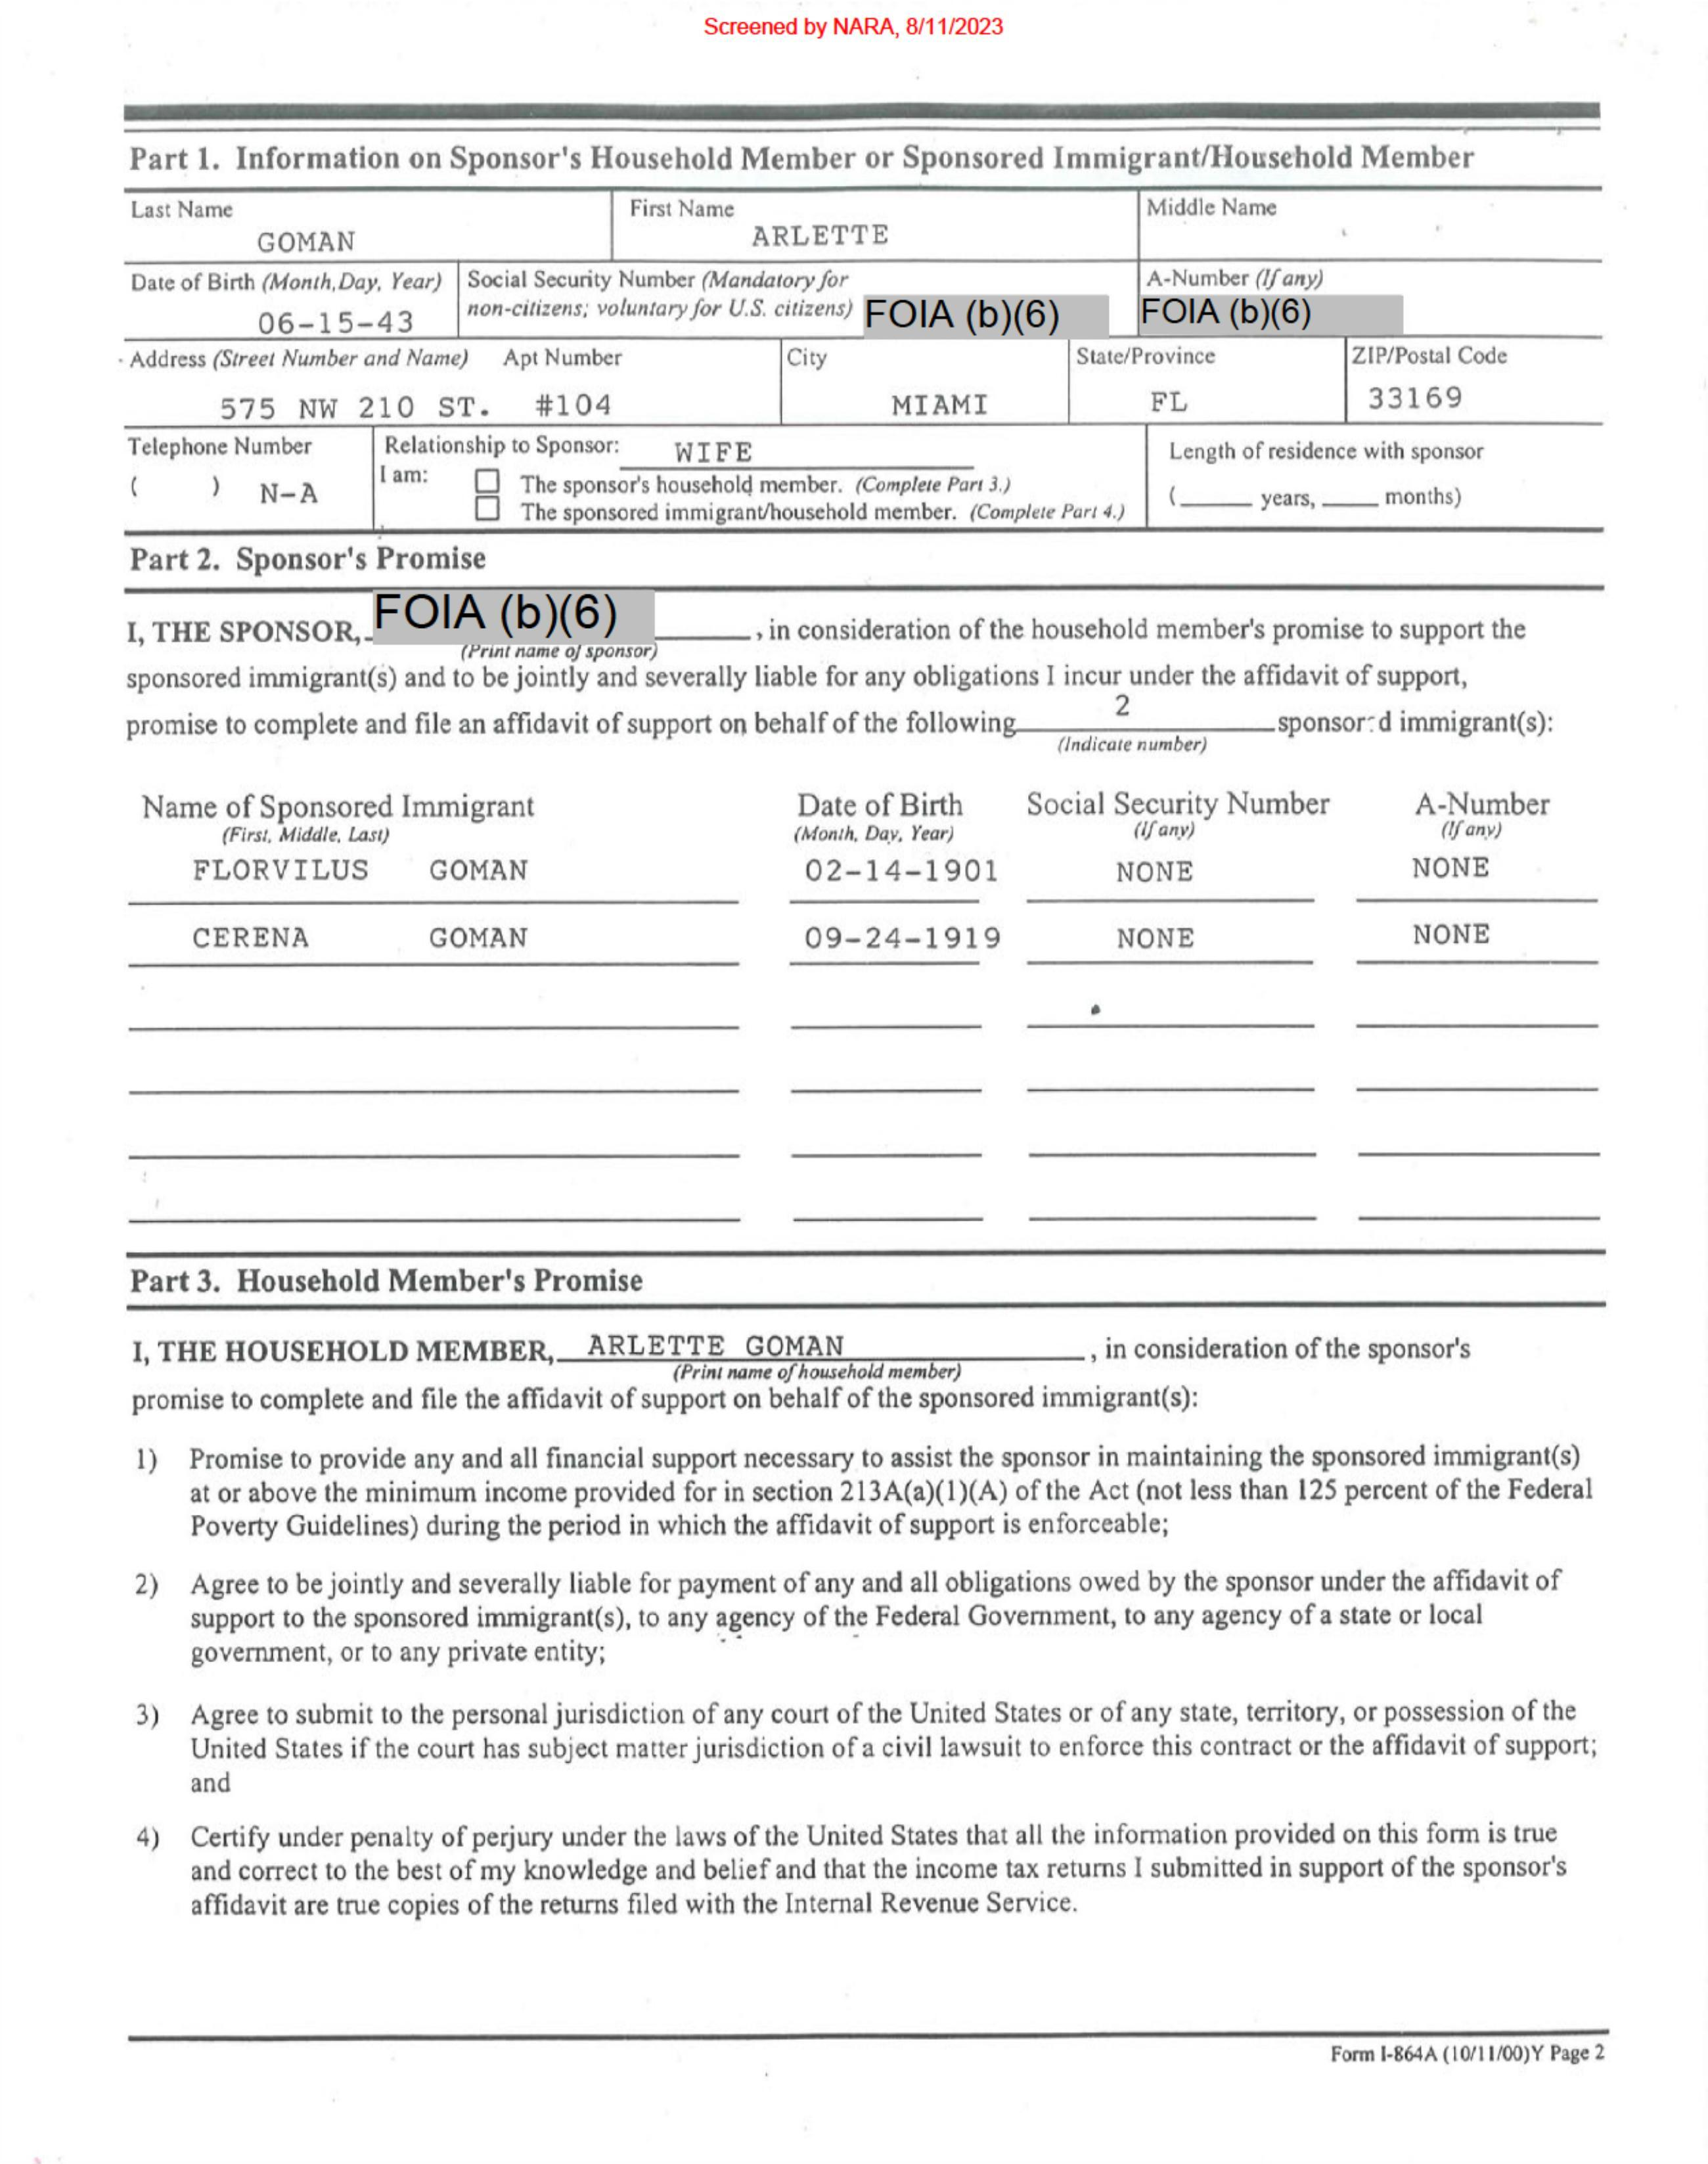 Screened by NARA, 8/11/2023
Part 1. Information on Sponsor's Household Member or Sponsored Immigrant/Household Member
Last Name First Name Middle Name
GOMAN ARLETTE
Date of Birth (Month,Day, Year) Social Security Number (Mandatory for A-Number (If any)
06-15-43 non-citizens; voluntary for U.S. citizens) FOIA (b)(6) FOIA (b)(6)
Address (Street Number and Name) Apt Number City State/Province ZIP/Postal Code
575 NW 210 ST. #104 MIAMI FL 33169
Telephone Number Relationship to Sponsor: WIFE Length of residence with sponsor
( ) N-A I am: The sponsor's household member. (Complete Part 3.) (_____ years, ____ months)
The sponsored immigrant/household member. (Complete Part 4.)
Part 2. Sponsor's Promise
I, THE SPONSOR, FOIA (b)(6) , in consideration of the household member's promise to support the
(Print name of sponsor)
sponsored immigrant(s) and to be jointly and severally liable for any obligations I incur under the affidavit of support,
promise to complete and file an affidavit of support on behalf of the following 2 sponsor:d immigrant(s):
(Indicate number)
Name of Sponsored Immigrant Date of Birth Social Security Number A-Number
(First, Middle, Last) (Month, Day, Year) (If any) (If any)
FLORVILUS GOMAN 02-14-1901 NONE NONE
CERENA GOMAN 09-24-1919 NONE NONE
Part 3. Household Member's Promise
I, THE HOUSEHOLD MEMBER, ARLETTE GOMAN , in consideration of the sponsor's
(Print name of household member)
promise to complete and file the affidavit of support on behalf of the sponsored immigrant(s):
1) Promise to provide any and all financial support necessary to assist the sponsor in maintaining the sponsored immigrant(s)
at or above the minimum income provided for in section 213A(a)(1)(A) of the Act (not less than 125 percent of the Federal
Poverty Guidelines) during the period in which the affidavit of support is enforceable;
2) Agree to be jointly and severally liable for payment of any and all obligations owed by the sponsor under the affidavit of
support to the sponsored immigrant(s), to any agency of the Federal Government, to any agency of a state or local
government, or to any private entity;
3) Agree to submit to the personal jurisdiction of any court of the United States or of any state, territory, or possession of the
United States if the court has subject matter jurisdiction of a civil lawsuit to enforce this contract or the affidavit of support;
and
4) Certify under penalty of perjury under the laws of the United States that all the information provided on this form is true
and correct to the best of my knowledge and belief and that the income tax returns I submitted in support of the sponsor's
affidavit are true copies of the returns filed with the Internal Revenue Service.
Form I-864A (10/11/00)Y Page 2